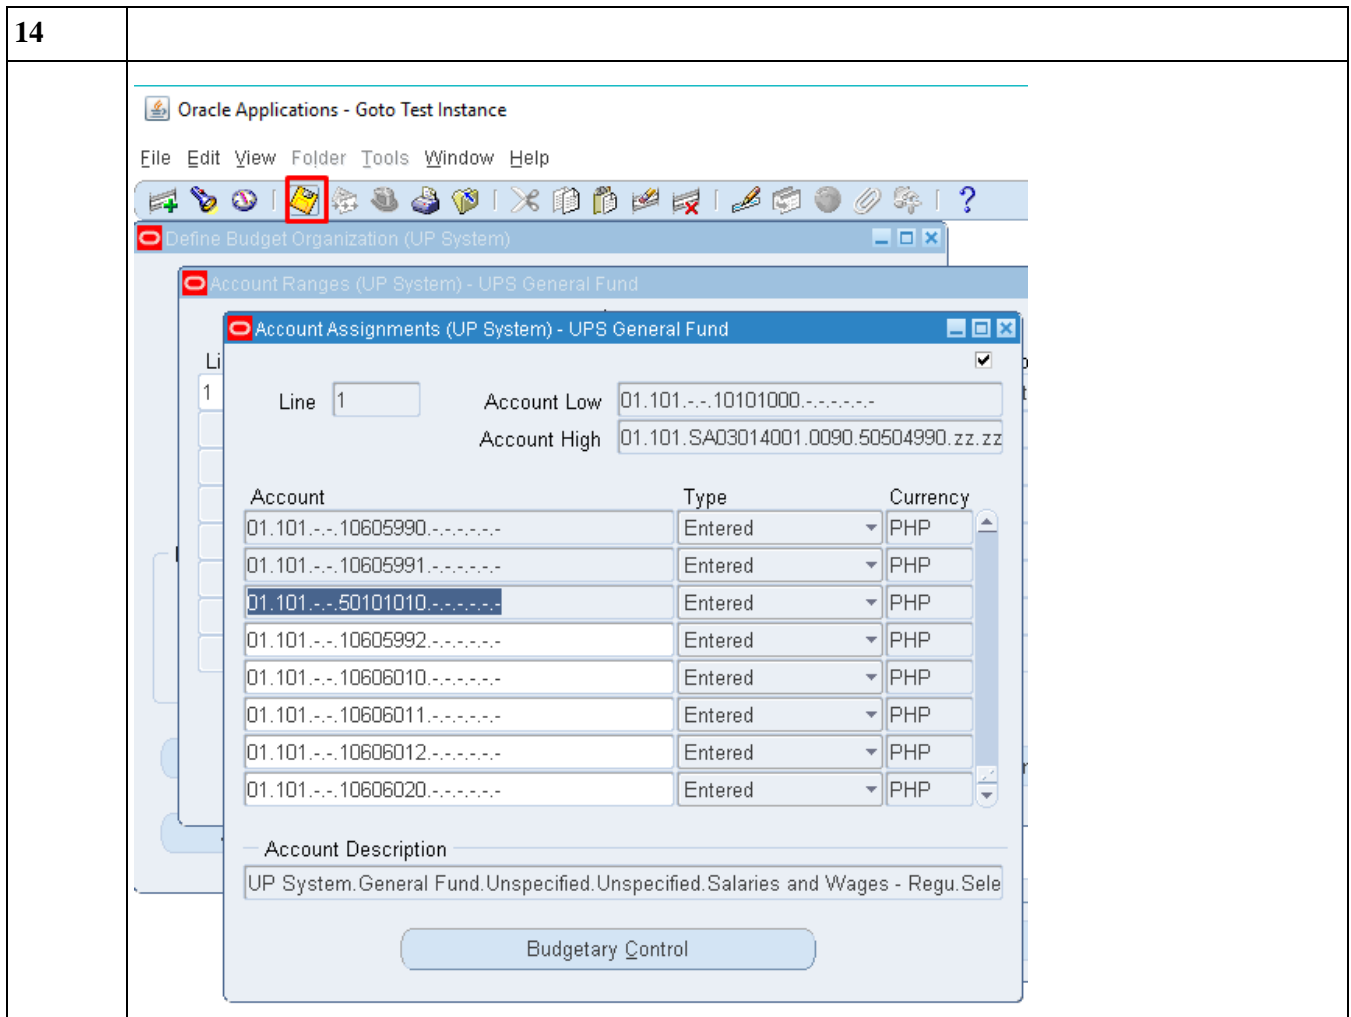 14
Oracle Applications - Goto Test Instance
File Edit View Folder Tools Window Help
Define Budget Organization (UP System)
Account Ranges (UP System) - UPS General Fund
Account Assignments (UP System) - UPS General Fund
Li
1
Line 1 Account Low 01.101.-.-.10101000.-.-.-.-.-.-
Account High 01.101.SA03014001.0090.50504990.zz.zz
Account Type Currency
01.101.-.-.10605990.-.-.-.-.-.- Entered PHP
01.101.-.-.10605991.-.-.-.-.-.- Entered PHP
01.101.-.-.50101010.-.-.-.-.-.- Entered PHP
01.101.-.-.10605992.-.-.-.-.-.- Entered PHP
01.101.-.-.10606010.-.-.-.-.-.- Entered PHP
01.101.-.-.10606011.-.-.-.-.-.- Entered PHP
01.101.-.-.10606012.-.-.-.-.-.- Entered PHP
01.101.-.-.10606020.-.-.-.-.-.- Entered PHP
Account Description
UP System.General Fund.Unspecified.Unspecified.Salaries and Wages - Regu.Sele
Budgetary Control